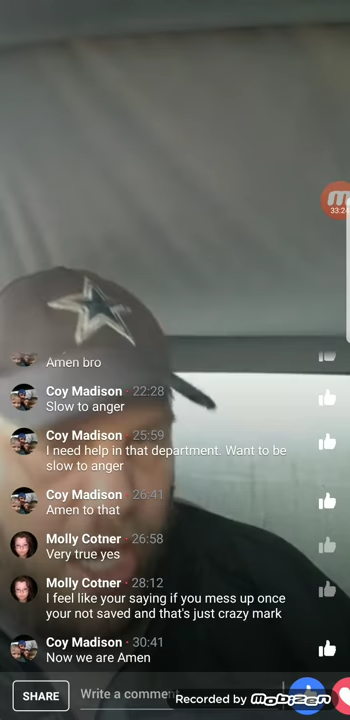 33:24
Amen bro
Coy Madison · 22:28
Slow to anger
Coy Madison · 25:59
I need help in that department. Want to be
slow to anger
Coy Madison · 26:41
Amen to that
Molly Cotner · 26:58
Very true yes
Molly Cotner · 28:12
I feel like your saying if you mess up once
your not saved and that's just crazy mark
Coy Madison · 30:41
Now we are Amen
SHARE
Write a comment
Recorded by Mobizen